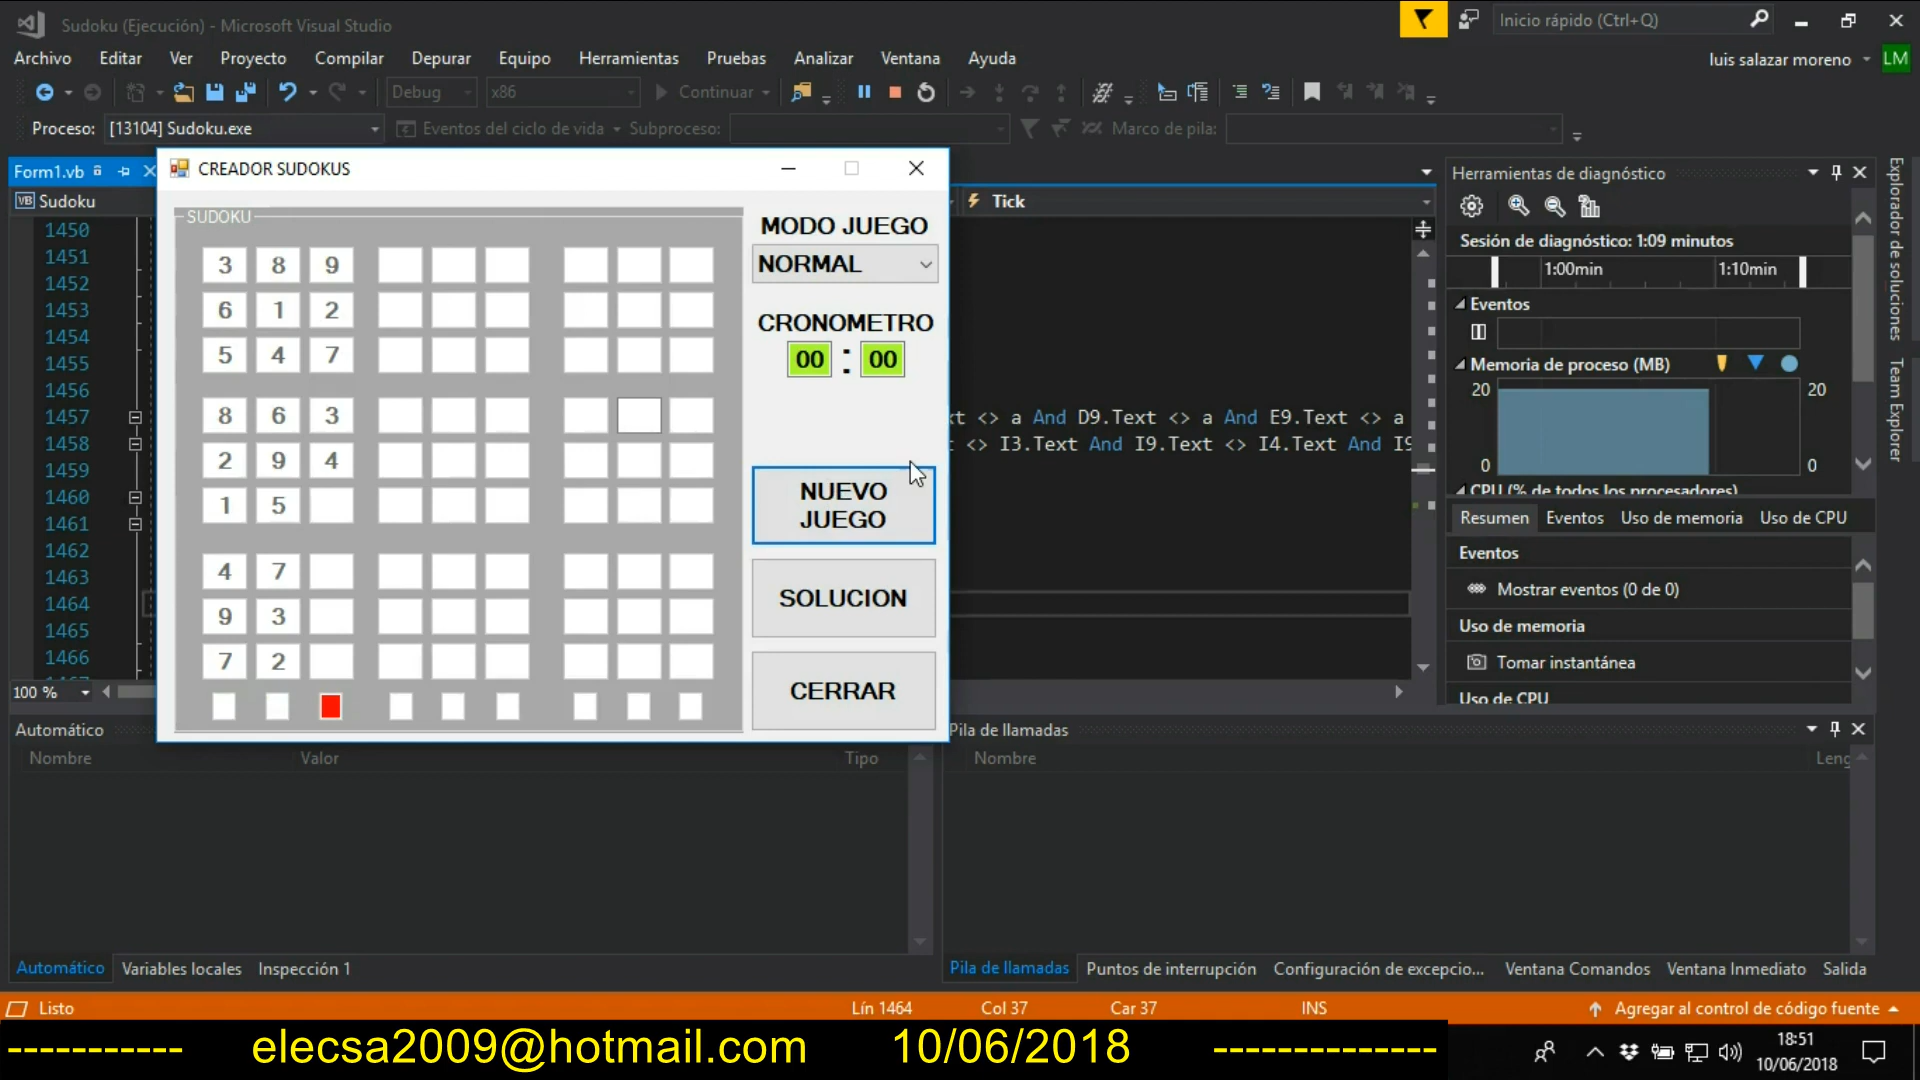 Sudoku (Ejecución) - Microsoft Visual Studio
Inicio rápido (Ctrl+Q)
Archivo Editar Ver Proyecto Compilar Depurar Equipo Herramientas Pruebas Analizar Ventana Ayuda
luis salazar moreno LM
Debug x86 Continuar
Proceso: [13104] Sudoku.exe Eventos del ciclo de vida Subproceso: Marco de pila:
Form1.vb
Sudoku
Tick
1450
1451
1452
1453
1454
1455
1456
1457
1458
1459
1460
1461
1462
1463
1464
1465
1466
100 %
CREADOR SUDOKUS
SUDOKU
3 8 9
6 1 2
5 4 7
8 6 3
2 9 4
1 5
4 7
9 3
7 2
MODO JUEGO
NORMAL
CRONOMETRO
00 : 00
NUEVO
JUEGO
SOLUCION
CERRAR
<> a And D9.Text <> a And E9.Text <> a
<> I3.Text And I9.Text <> I4.Text And I9
Herramientas de diagnóstico
Sesión de diagnóstico: 1:09 minutos
1:00min 1:10min
Eventos
Memoria de proceso (MB)
20 20
0 0
CPU (% de todos los procesadores)
Resumen Eventos Uso de memoria Uso de CPU
Eventos
Mostrar eventos (0 de 0)
Uso de memoria
Tomar instantánea
Uso de CPU
Explorador de soluciones
Team Explorer
Automático
Nombre Valor Tipo
Pila de llamadas
Nombre Leng
Automático Variables locales Inspección 1
Pila de llamadas Puntos de interrupción Configuración de excepcio... Ventana Comandos Ventana Inmediato Salida
Listo Lín 1464 Col 37 Car 37 INS Agregar al control de código fuente
----------- elecsa2009@hotmail.com 10/06/2018 --------------
18:51
10/06/2018